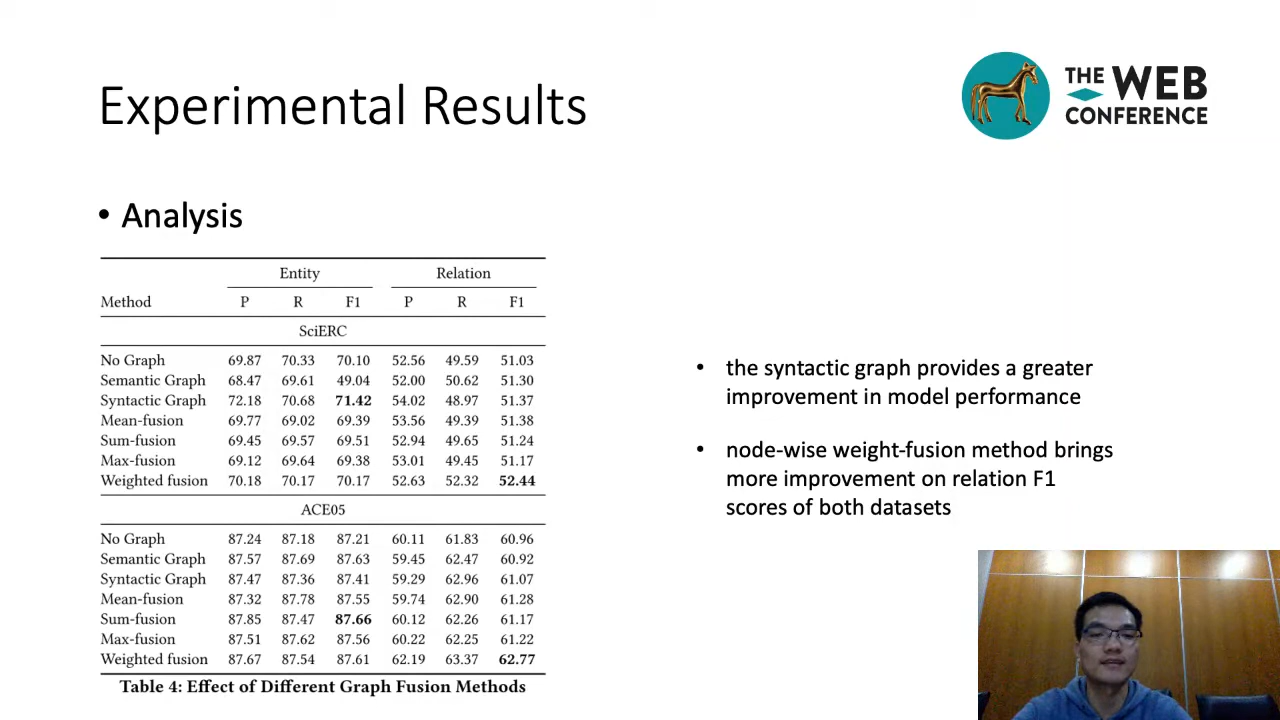 Experimental Results
THE WEB
CONFERENCE
• Analysis
Entity Relation
Method P R F1 P R F1
SciERC
No Graph 69.87 70.33 70.10 52.56 49.59 51.03
Semantic Graph 68.47 69.61 49.04 52.00 50.62 51.30
Syntactic Graph 72.18 70.68 71.42 54.02 48.97 51.37
Mean-fusion 69.77 69.02 69.39 53.56 49.39 51.38
Sum-fusion 69.45 69.57 69.51 52.94 49.65 51.24
Max-fusion 69.12 69.64 69.38 53.01 49.45 51.17
Weighted fusion 70.18 70.17 70.17 52.63 52.32 52.44
ACE05
No Graph 87.24 87.18 87.21 60.11 61.83 60.96
Semantic Graph 87.57 87.69 87.63 59.45 62.47 60.92
Syntactic Graph 87.47 87.36 87.41 59.29 62.96 61.07
Mean-fusion 87.32 87.78 87.55 59.74 62.90 61.28
Sum-fusion 87.85 87.47 87.66 60.12 62.26 61.17
Max-fusion 87.51 87.62 87.56 60.22 62.25 61.22
Weighted fusion 87.67 87.54 87.61 62.19 63.37 62.77
Table 4: Effect of Different Graph Fusion Methods
• the syntactic graph provides a greater
improvement in model performance
• node-wise weight-fusion method brings
more improvement on relation F1
scores of both datasets